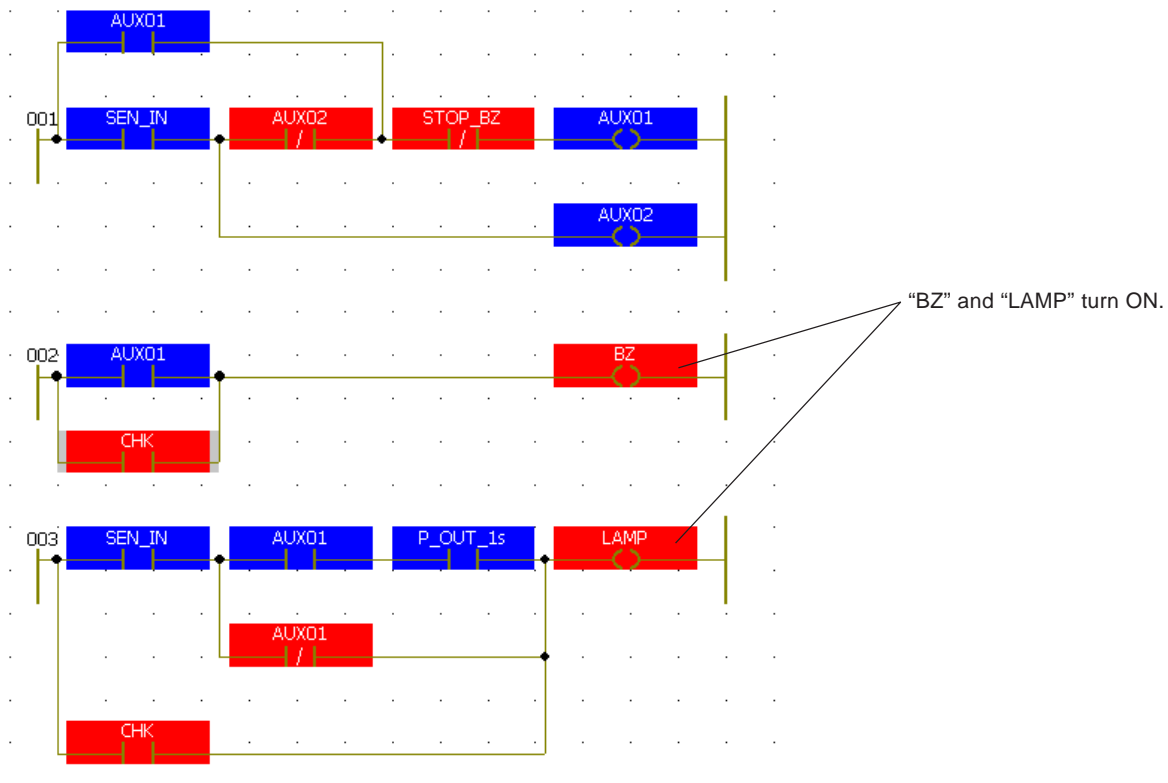 AUX01
001 SEN_IN AUX02 STOP_BZ AUX01
AUX02
“BZ” and “LAMP” turn ON.
002 AUX01 BZ
CHK
003 SEN_IN AUX01 P_OUT_1s LAMP
AUX01
CHK